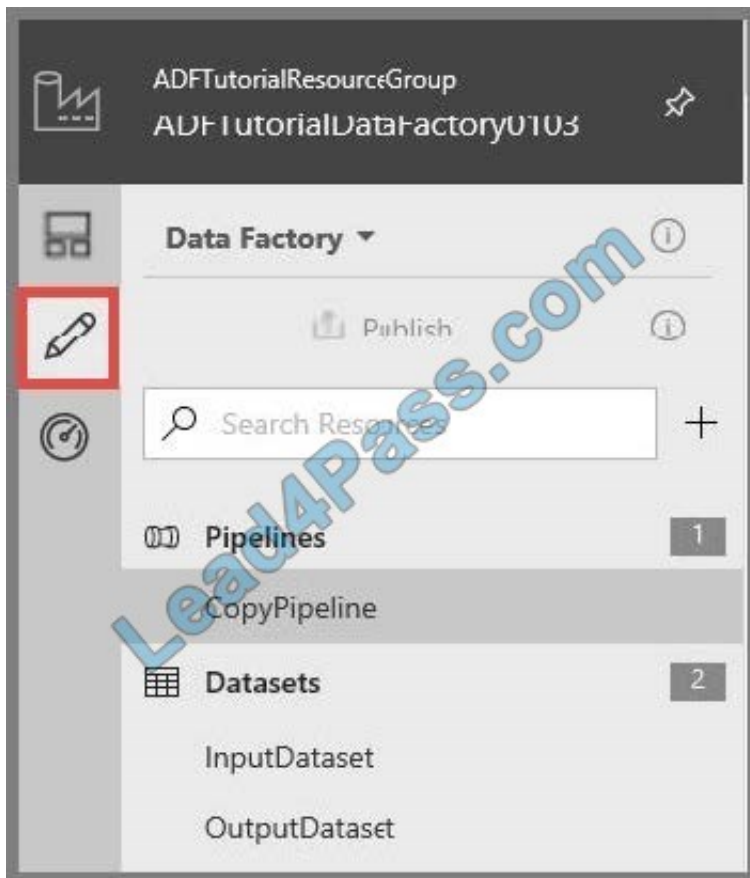 ADFTutorialResourceGroup
ADFTutorialDataFactory0103
Data Factory
Publish
Search Resources
Pipelines
1
CopyPipeline
Datasets
2
InputDataset
OutputDataset
Lead4Pass.com